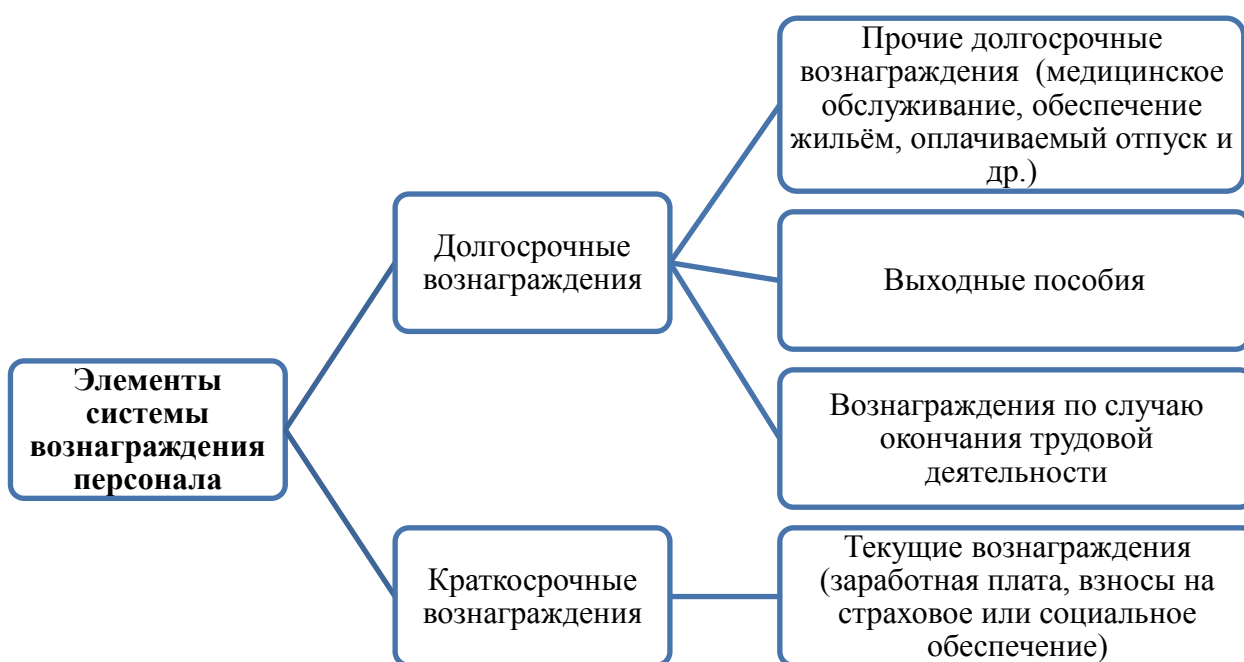 Прочие долгосрочные
вознаграждения (медицинское
обслуживание, обеспечение
жильём, оплачиваемый отпуск и
др.)
Долгосрочные
вознаграждения
Выходные пособия
Элементы
системы
вознаграждения
персонала
Вознаграждения по случаю
окончания трудовой
деятельности
Краткосрочные
вознаграждения
Текущие вознаграждения
(заработная плата, взносы на
страховое или социальное
обеспечение)